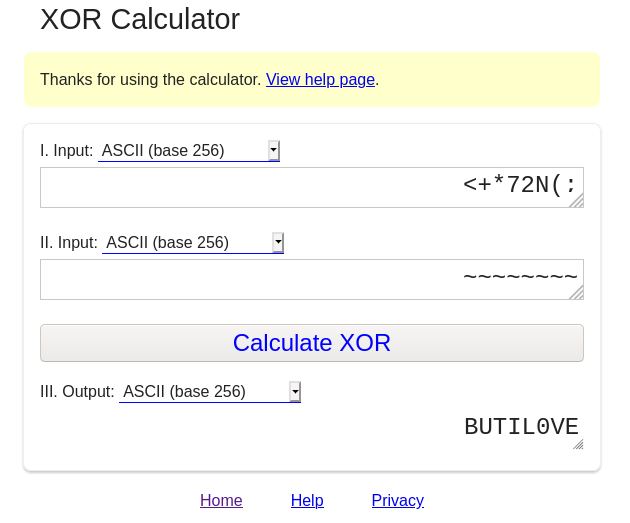 XOR Calculator
Thanks for using the calculator. View help page.
I. Input: ASCII (base 256)
<+*72N(;
II. Input: ASCII (base 256)
~~~~~~~~
Calculate XOR
III. Output: ASCII (base 256)
BUTIL0VE
Home Help Privacy